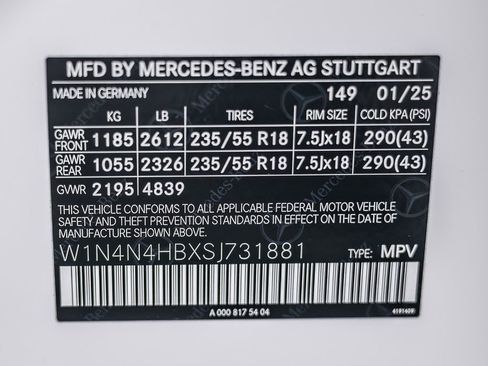 MFD BY MERCEDES-BENZ AG STUTTGART
MADE IN GERMANY 149 01/25
KG LB TIRES RIM SIZE COLD KPA (PSI)
GAWR FRONT 1185 2612 235/55 R18 7.5Jx18 290(43)
GAWR REAR 1055 2326 235/55 R18 7.5Jx18 290(43)
GVWR 2195 4839
THIS VEHICLE CONFORMS TO ALL APPLICABLE FEDERAL MOTOR VEHICLE
SAFETY AND THEFT PREVENTION STANDARDS IN EFFECT ON THE DATE
OF MANUFACTURE SHOWN ABOVE.
W1N4N4HBXSJ731881 TYPE: MPV
A 000 817 54 04 4191409